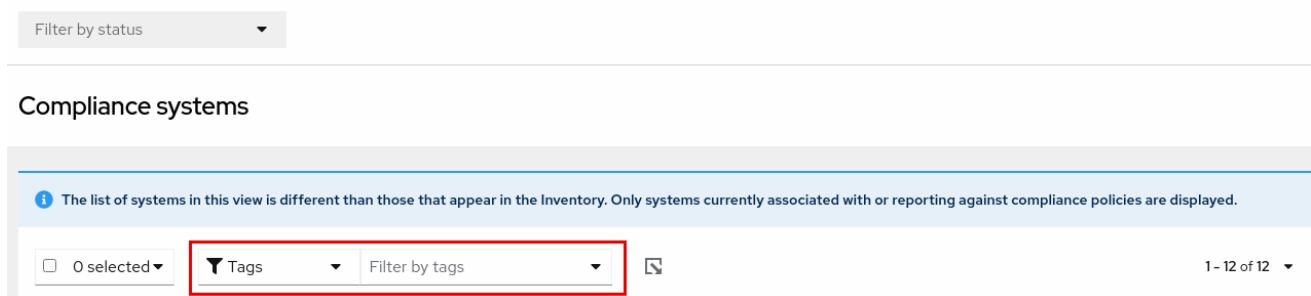 Filter by status
Compliance systems
The list of systems in this view is different than those that appear in the Inventory. Only systems currently associated with or reporting against compliance policies are displayed.
0 selected Tags Filter by tags 1 - 12 of 12